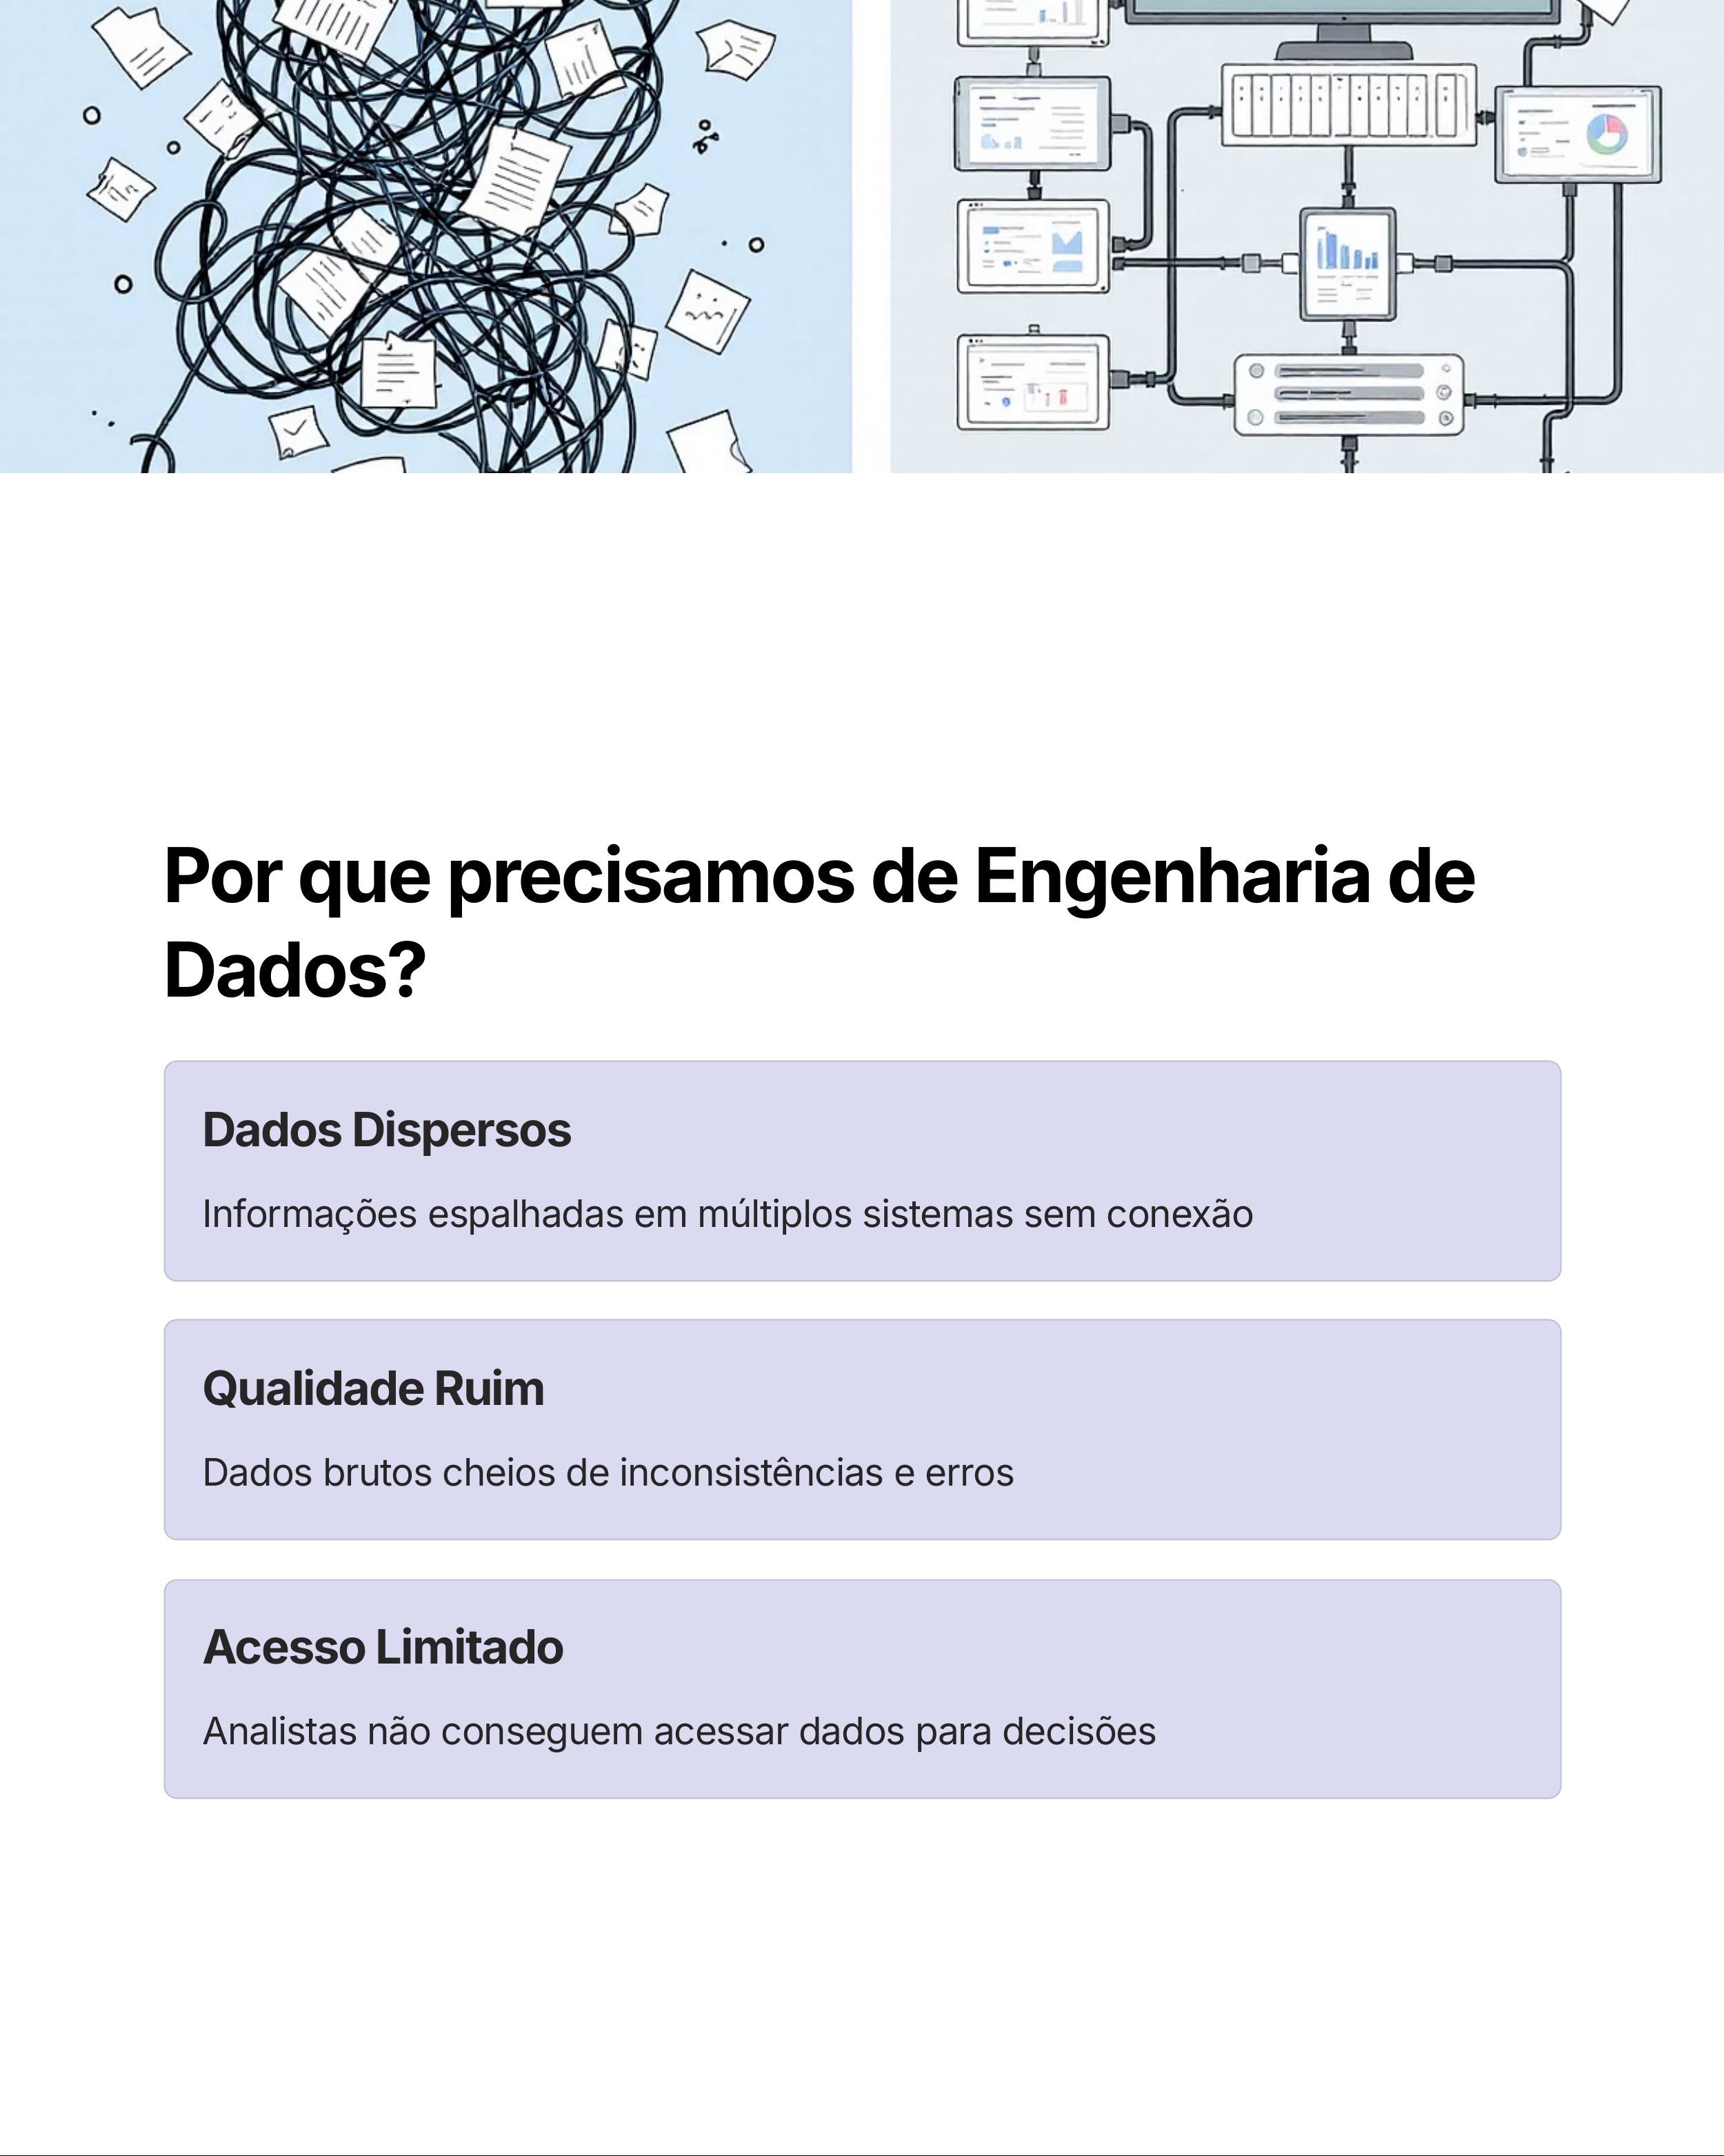 Por que precisamos de Engenharia de
Dados?
Dados Dispersos
Informações espalhadas em múltiplos sistemas sem conexão
Qualidade Ruim
Dados brutos cheios de inconsistências e erros
Acesso Limitado
Analistas não conseguem acessar dados para decisões